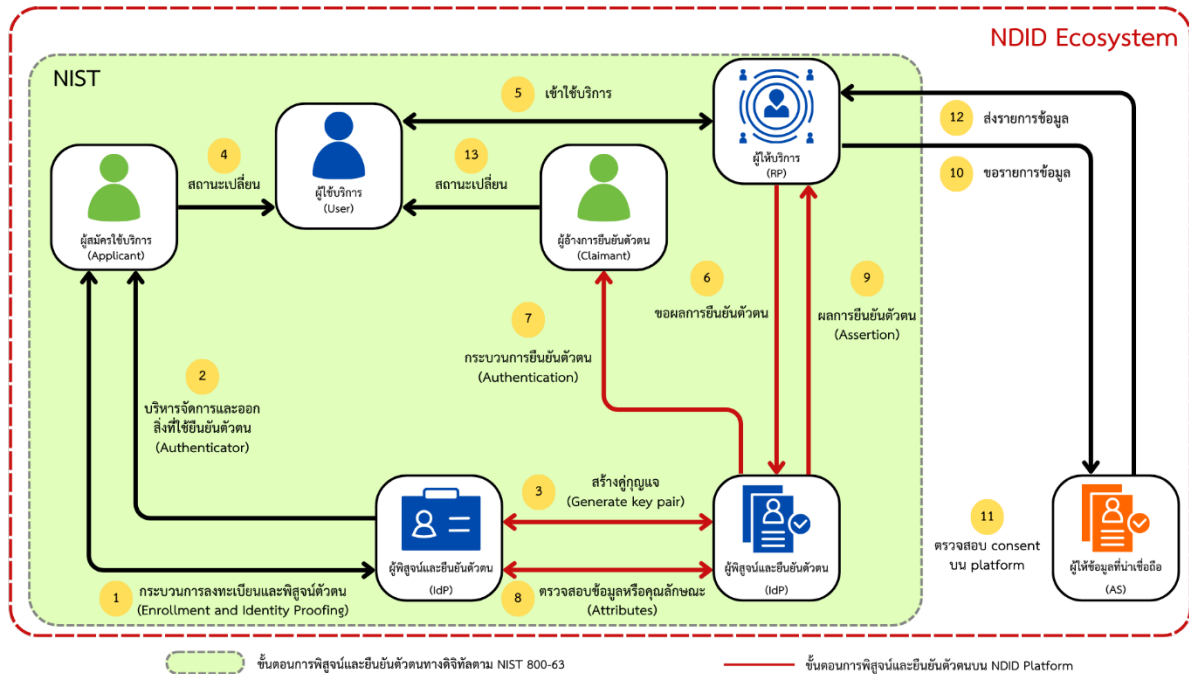 NDID Ecosystem
NIST
5
เข้าใช้บริการ
4
สถานะเปลี่ยน
13
สถานะเปลี่ยน
ผู้ใช้บริการ
(User)
ผู้ให้บริการ
(RP)
12
ส่งรายการข้อมูล
10
ขอรายการข้อมูล
ผู้สมัครใช้บริการ
(Applicant)
ผู้อ้างการยืนยันตัวตน
(Claimant)
6
ขอผลการยืนยันตัวตน
9
ผลการยืนยันตัวตน
(Assertion)
7
กระบวนการยืนยันตัวตน
(Authentication)
2
บริหารจัดการและออก
สิ่งที่ใช้ยืนยันตัวตน
(Authenticator)
3
สร้างคู่กุญแจ
(Generate key pair)
11
ตรวจสอบ consent
บน platform
ผู้พิสูจน์และยืนยันตัวตน
(IdP)
ผู้พิสูจน์และยืนยันตัวตน
(IdP)
ผู้ให้ข้อมูลที่น่าเชื่อถือ
(AS)
1
กระบวนการลงทะเบียนและพิสูจน์ตัวตน
(Enrollment and Identity Proofing)
8
ตรวจสอบข้อมูลหรือคุณลักษณะ
(Attributes)
ขั้นตอนการพิสูจน์และยืนยันตัวตนทางดิจิทัลตาม NIST 800-63
ขั้นตอนการพิสูจน์และยืนยันตัวตนบน NDID Platform